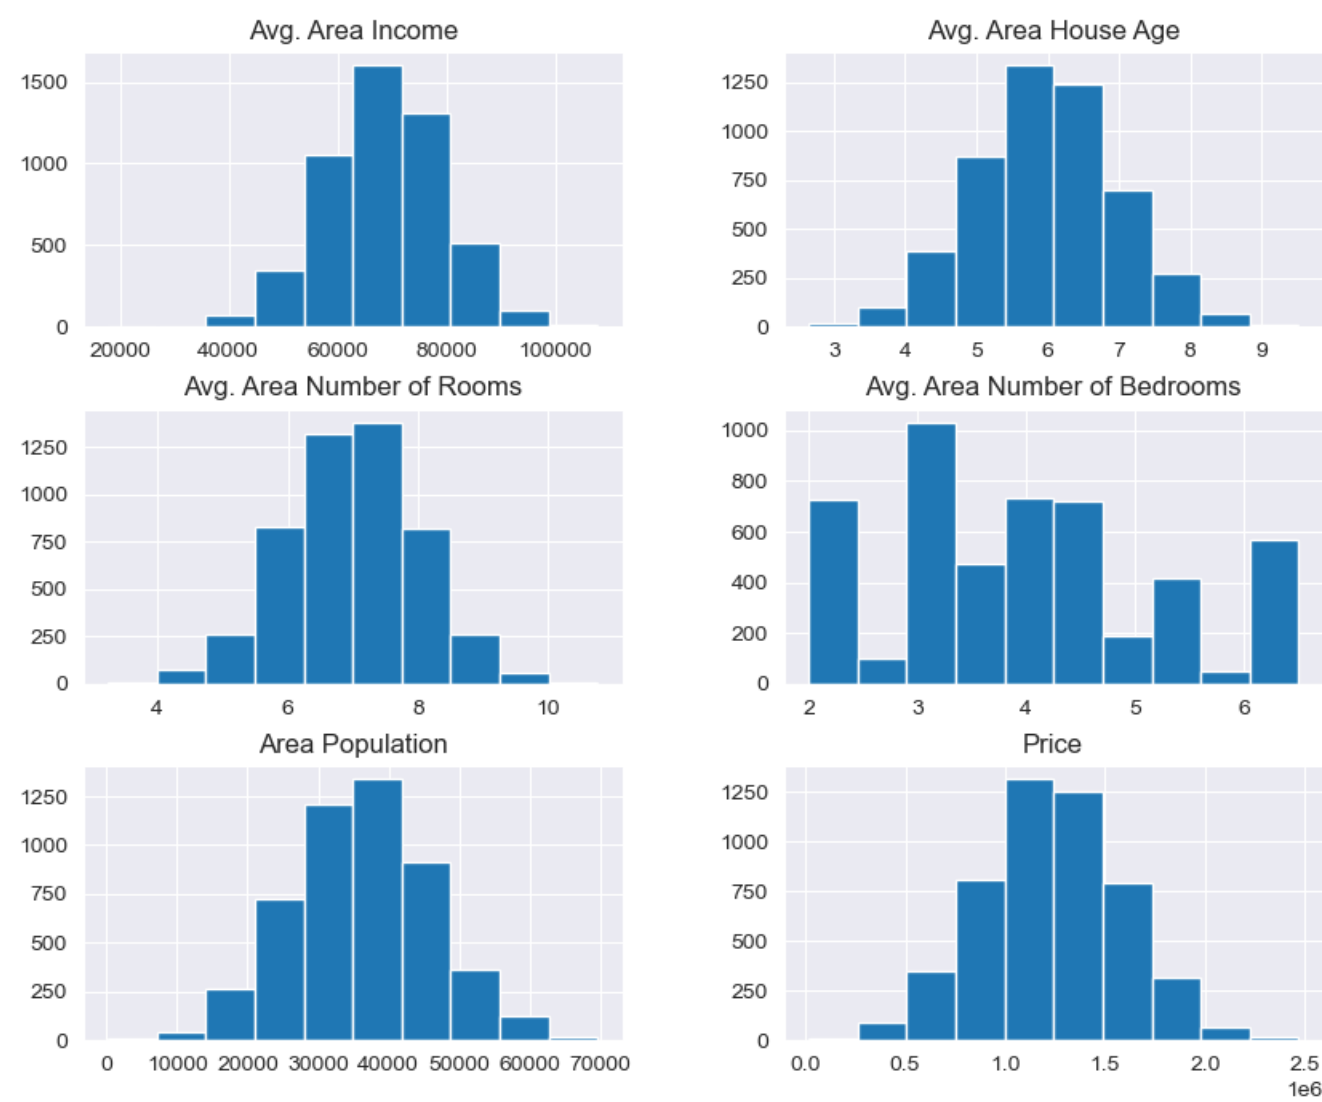 Avg. Area Income
1500
1000
500
0
20000 40000 60000 80000 100000
Avg. Area House Age
1250
1000
750
500
250
0
3 4 5 6 7 8 9
Avg. Area Number of Rooms
1250
1000
750
500
250
0
4 6 8 10
Avg. Area Number of Bedrooms
1000
800
600
400
200
0
2 3 4 5 6
Area Population
1250
1000
750
500
250
0
0 10000 20000 30000 40000 50000 60000 70000
Price
1250
1000
750
500
250
0
0.0 0.5 1.0 1.5 2.0 2.5
1e6